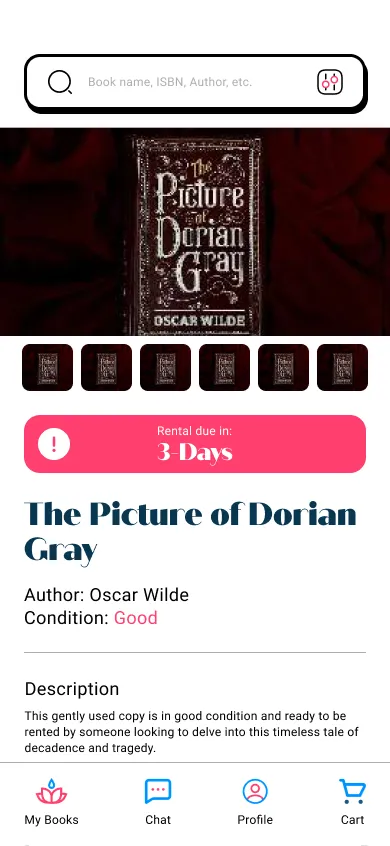 Book name, ISBN, Author, etc.
The
Picture
of
Dorian
Gray
OSCAR WILDE
Rental due in:
3-Days
The Picture of Dorian
Gray
Author: Oscar Wilde
Condition: Good
Description
This gently used copy is in good condition and ready to be
rented by someone looking to delve into this timeless tale of
decadence and tragedy.
My Books
Chat
Profile
Cart